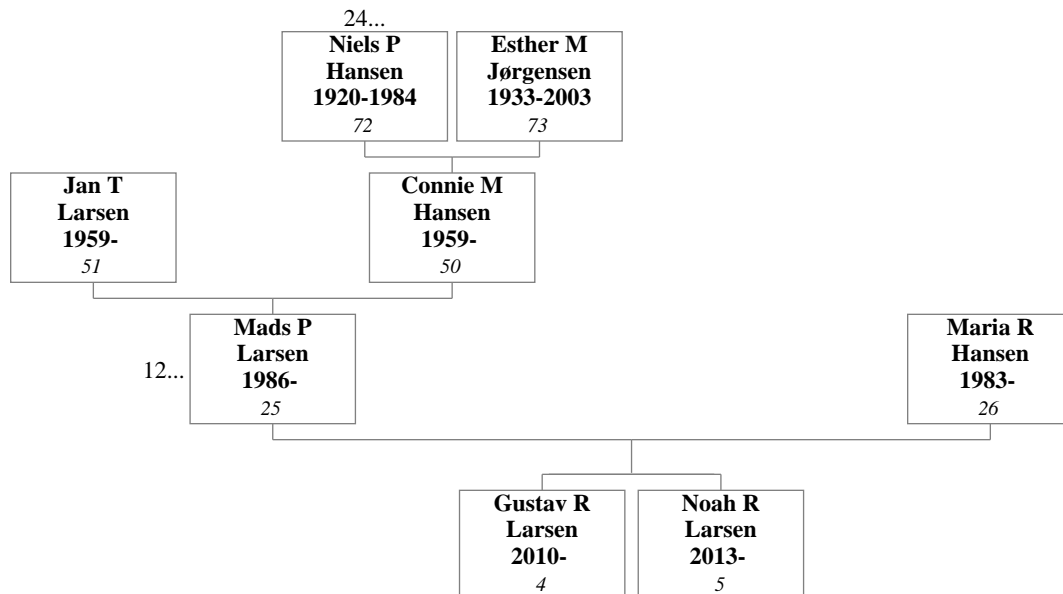 24...
Niels P
Hansen
1920-1984
72
Esther M
Jørgensen
1933-2003
73
Jan T
Larsen
1959-
51
Connie M
Hansen
1959-
50
12...
Mads P
Larsen
1986-
25
Maria R
Hansen
1983-
26
Gustav R
Larsen
2010-
4
Noah R
Larsen
2013-
5